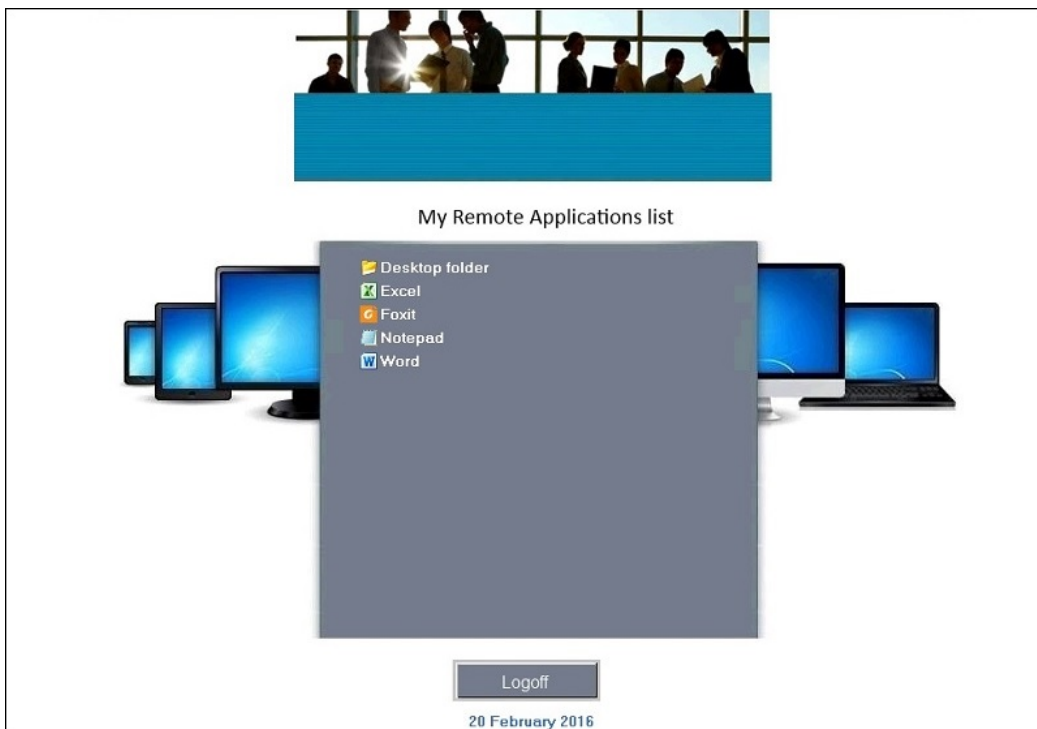 My Remote Applications list
Desktop folder
Excel
Foxit
Notepad
Word
Logoff
20 February 2016